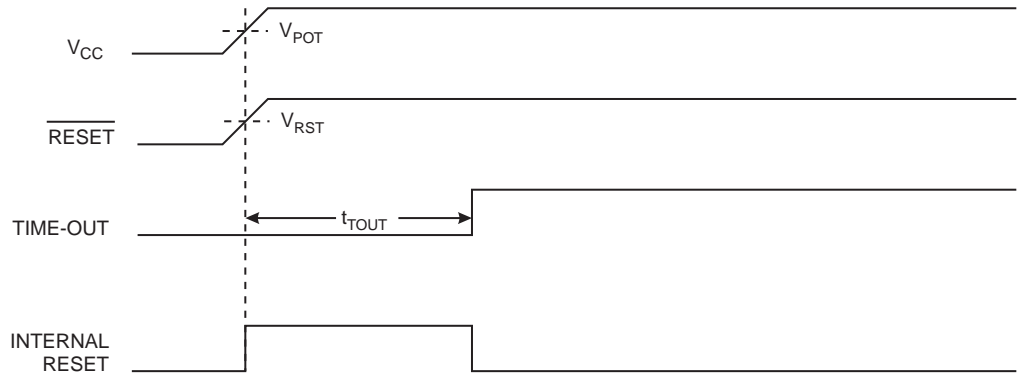 V_CC
V_POT
RESET
V_RST
TIME-OUT
t_TOUT
INTERNAL
RESET